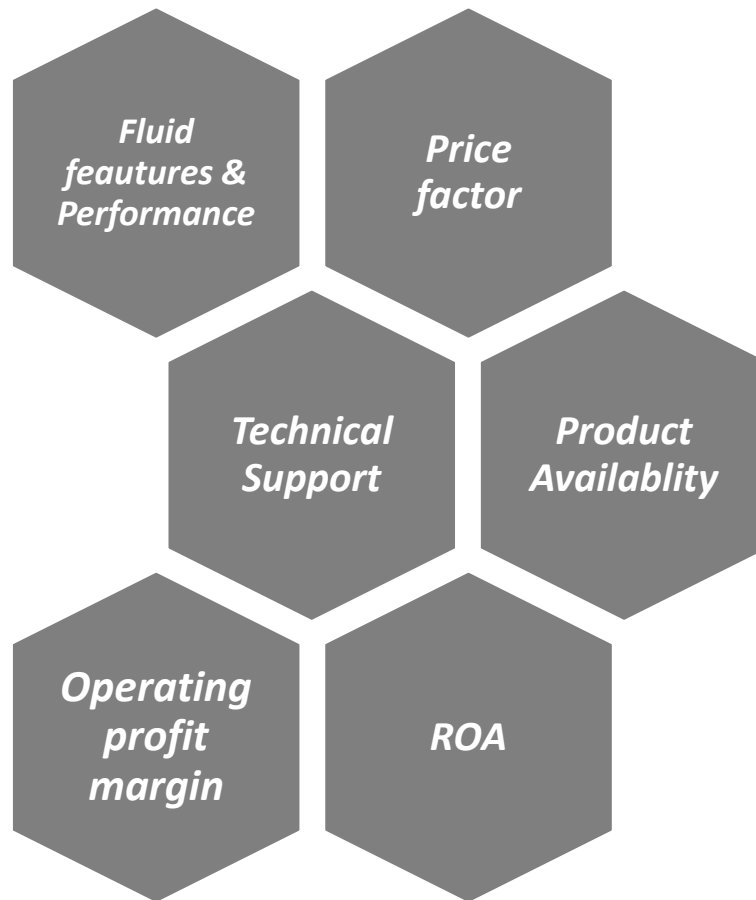 Fluid
feautures &
Performance
Price
factor
Technical
Support
Product
Availablity
Operating
profit
margin
ROA